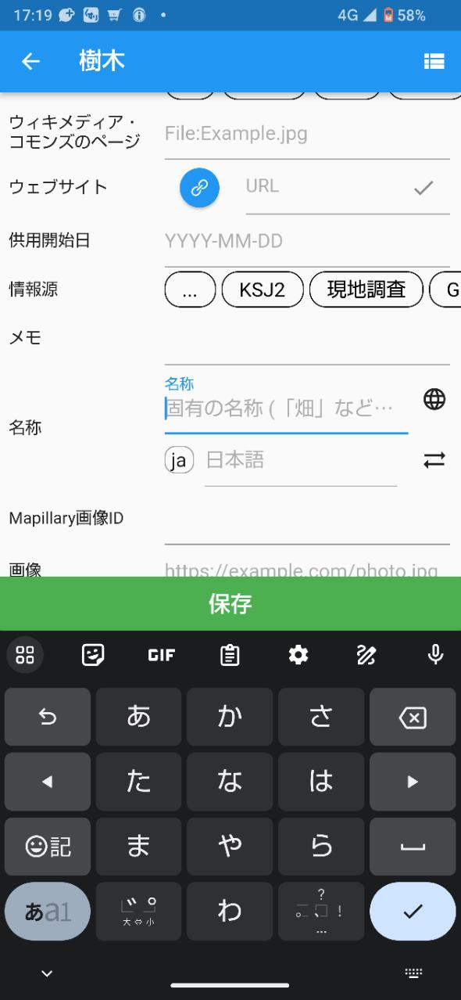 17:19
4G 58%
樹木
ウィキメディア・
コモンズのページ
File:Example.jpg
ウェブサイト
URL
供用開始日
YYYY-MM-DD
情報源
...
KSJ2
現地調査
G
メモ
名称
固有の名称 (「畑」など…
名称
ja
日本語
Mapillary画像ID
画像
https://example.com/photo.jpg
保存
GIF
あ
か
さ
た
な
は
記
ま
や
ら
あa1
大⇔小
わ
?
。、!
…